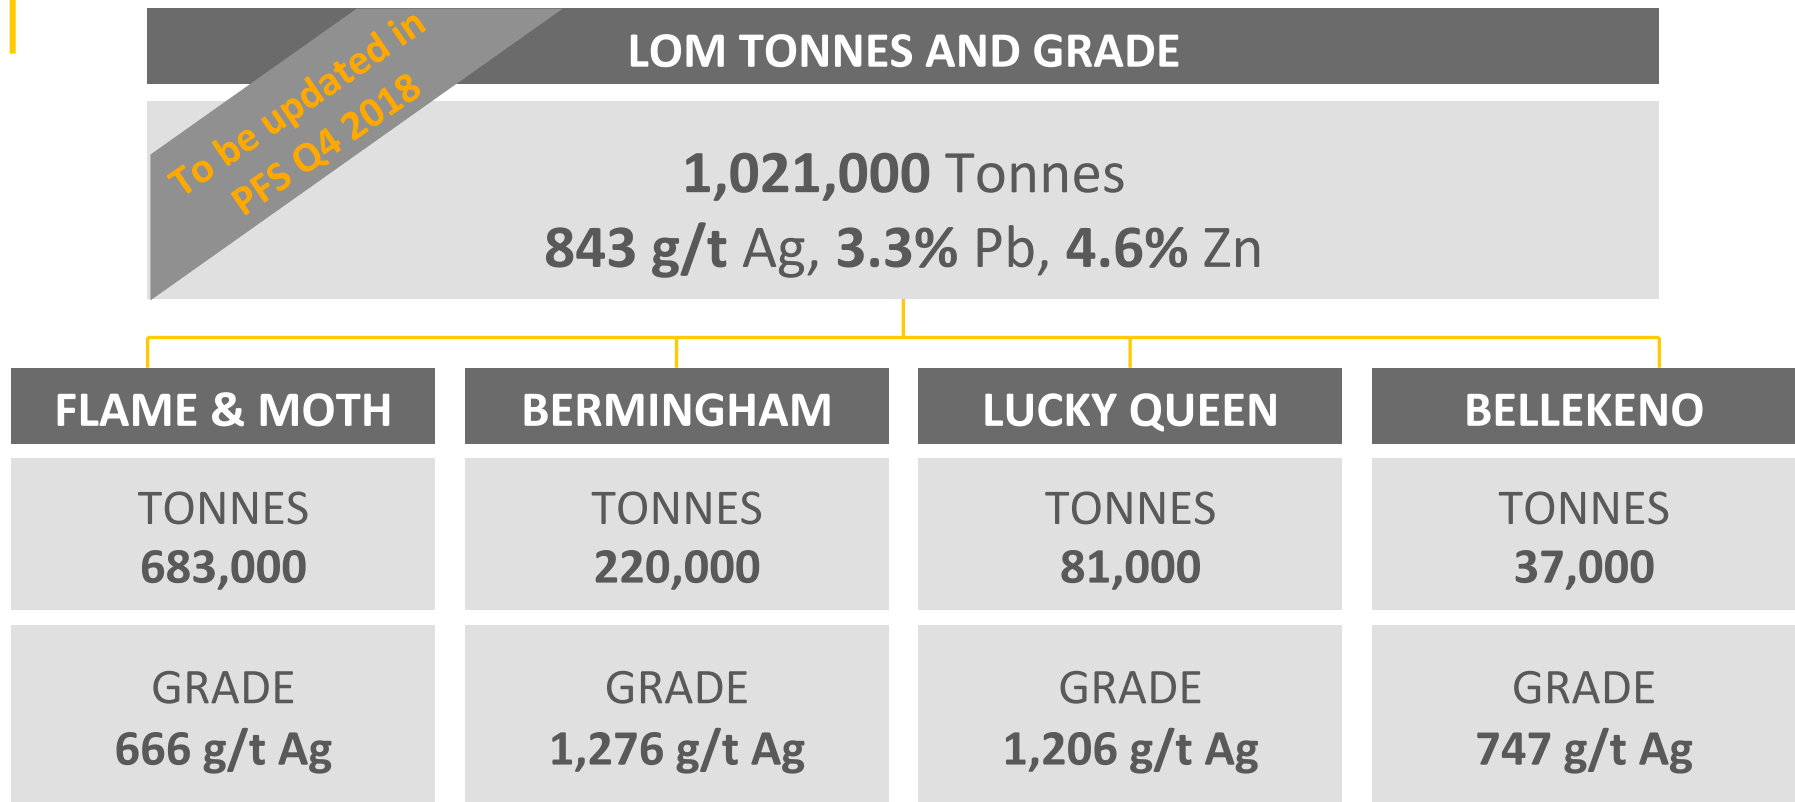 LOM TONNES AND GRADE
To be updated in
PFS Q4 2018
1,021,000 Tonnes
843 g/t Ag, 3.3% Pb, 4.6% Zn
FLAME & MOTH
TONNES
683,000
GRADE
666 g/t Ag
BERMINGHAM
TONNES
220,000
GRADE
1,276 g/t Ag
LUCKY QUEEN
TONNES
81,000
GRADE
1,206 g/t Ag
BELLEKENO
TONNES
37,000
GRADE
747 g/t Ag